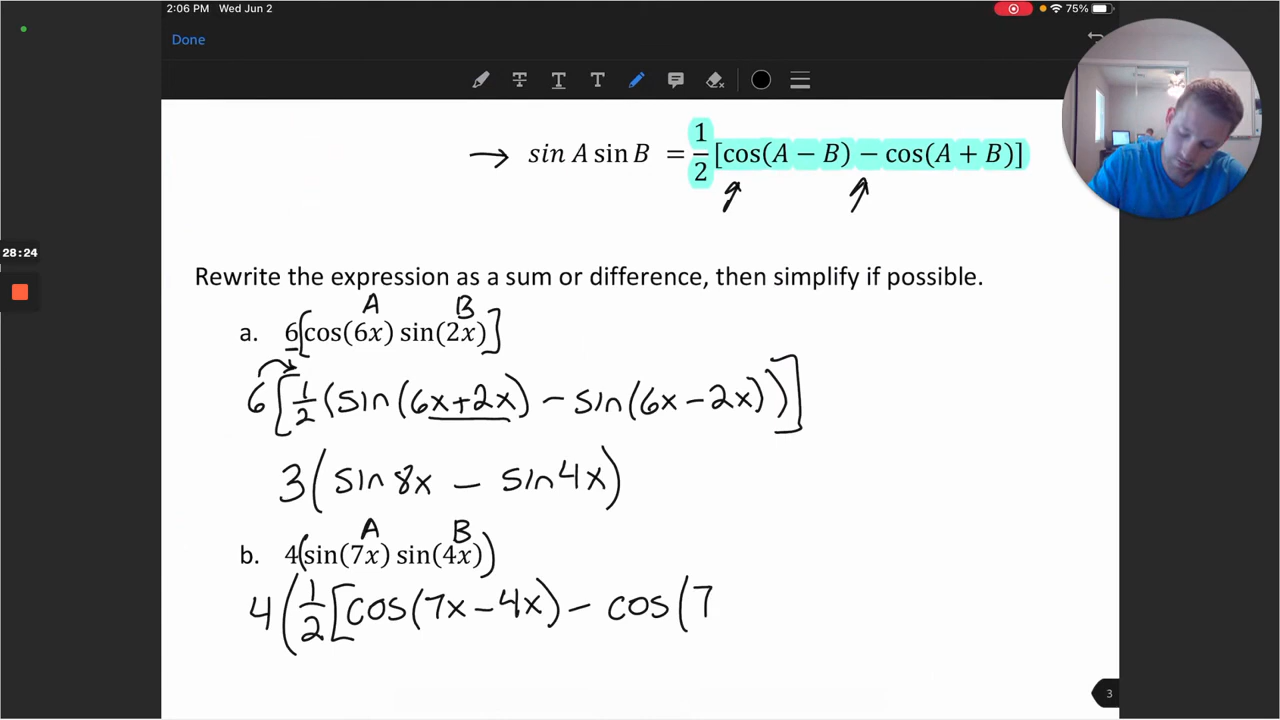 2:06 PM Wed Jun 2
75%
Done
→ sin A sin B = 1/2 [cos(A − B) − cos(A + B)]
28:24
Rewrite the expression as a sum or difference, then simplify if possible.
A B
a. 6[cos(6x) sin(2x)]
6[1/2(sin(6x+2x) − sin(6x−2x))]
3(sin 8x − sin 4x)
A B
b. 4(sin(7x) sin(4x))
4(1/2[cos(7x−4x) − cos(7
3